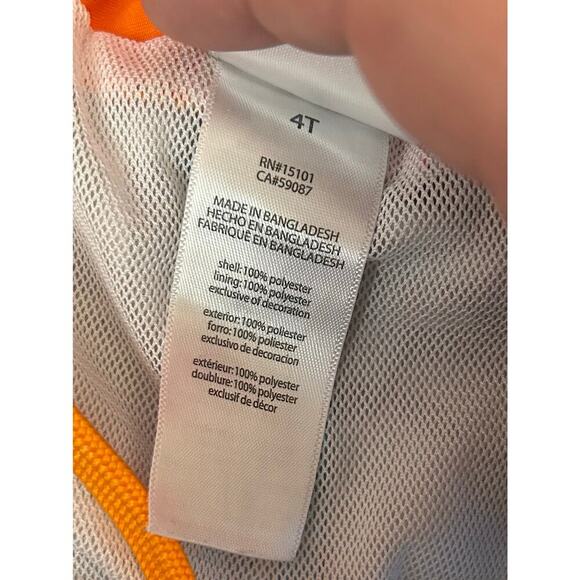 4T
RN#15101
CA#59087
MADE IN BANGLADESH
HECHO EN BANGLADESH
FABRIQUÉ EN BANGLADESH
shell:100% polyester
lining:100% polyester
exclusive of decoration
exterior:100% poliester
forro:100% poliester
exclusivo de decoracion
extérieur:100% polyester
doublure:100% polyester
exclusif de décor